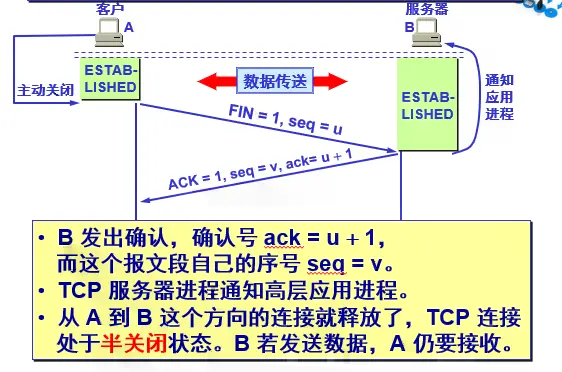 客户
A
服务器
B
主动关闭
ESTAB-
LISHED
数据传送
ESTAB-
LISHED
通知
应用
进程
FIN = 1, seq = u
ACK = 1, seq = v, ack= u + 1
• B 发出确认，确认号 ack = u + 1，
而这个报文段自己的序号 seq = v。
• TCP 服务器进程通知高层应用进程。
• 从 A 到 B 这个方向的连接就释放了，TCP 连接
处于半关闭状态。B 若发送数据，A 仍要接收。